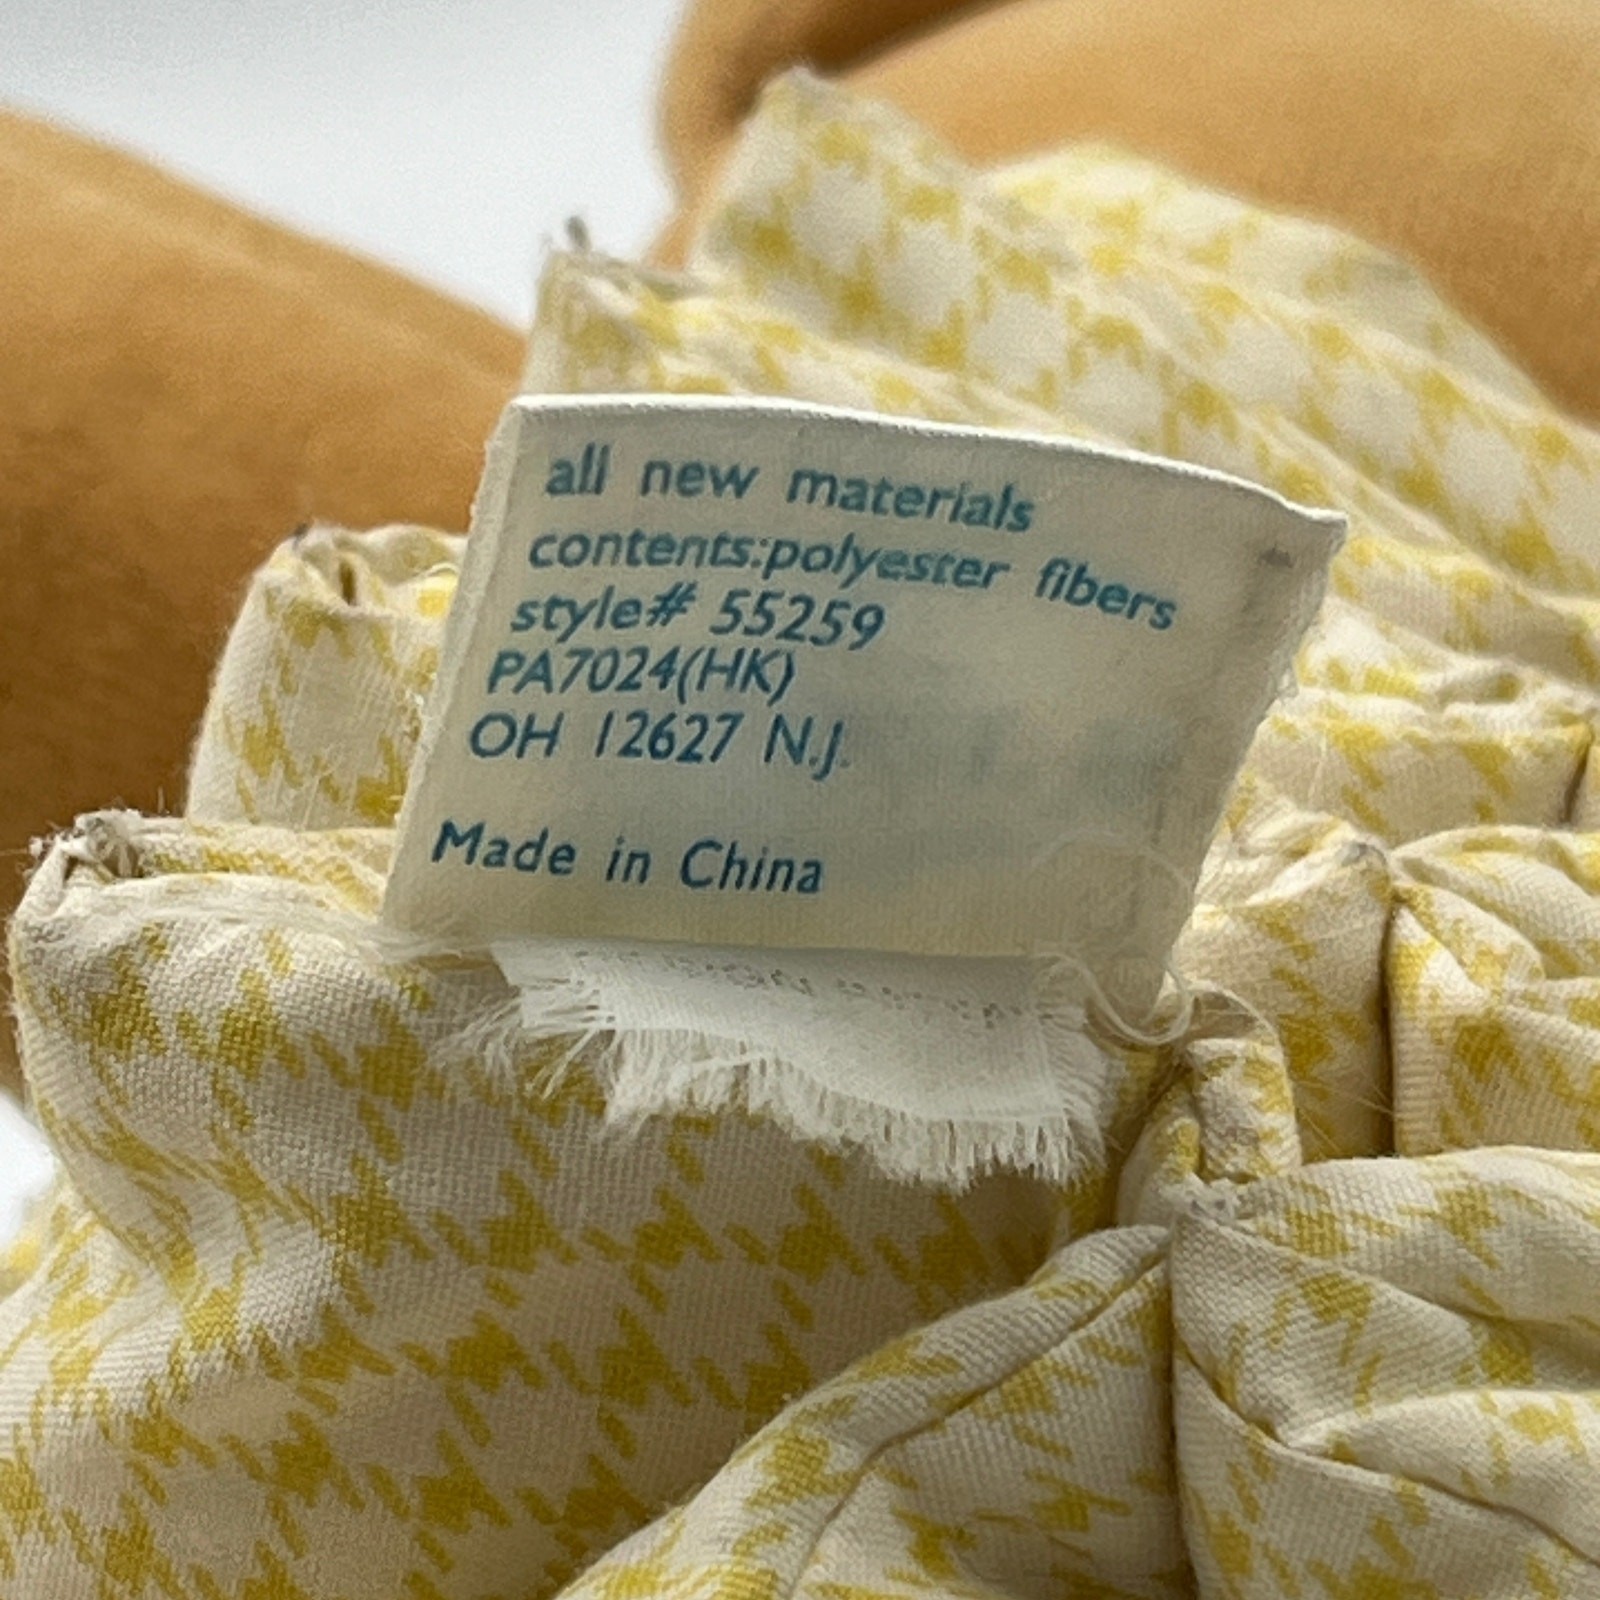 all new materials
contents:polyester fibers
style# 55259
PA7024(HK)
OH 12627 N.J.
Made in China